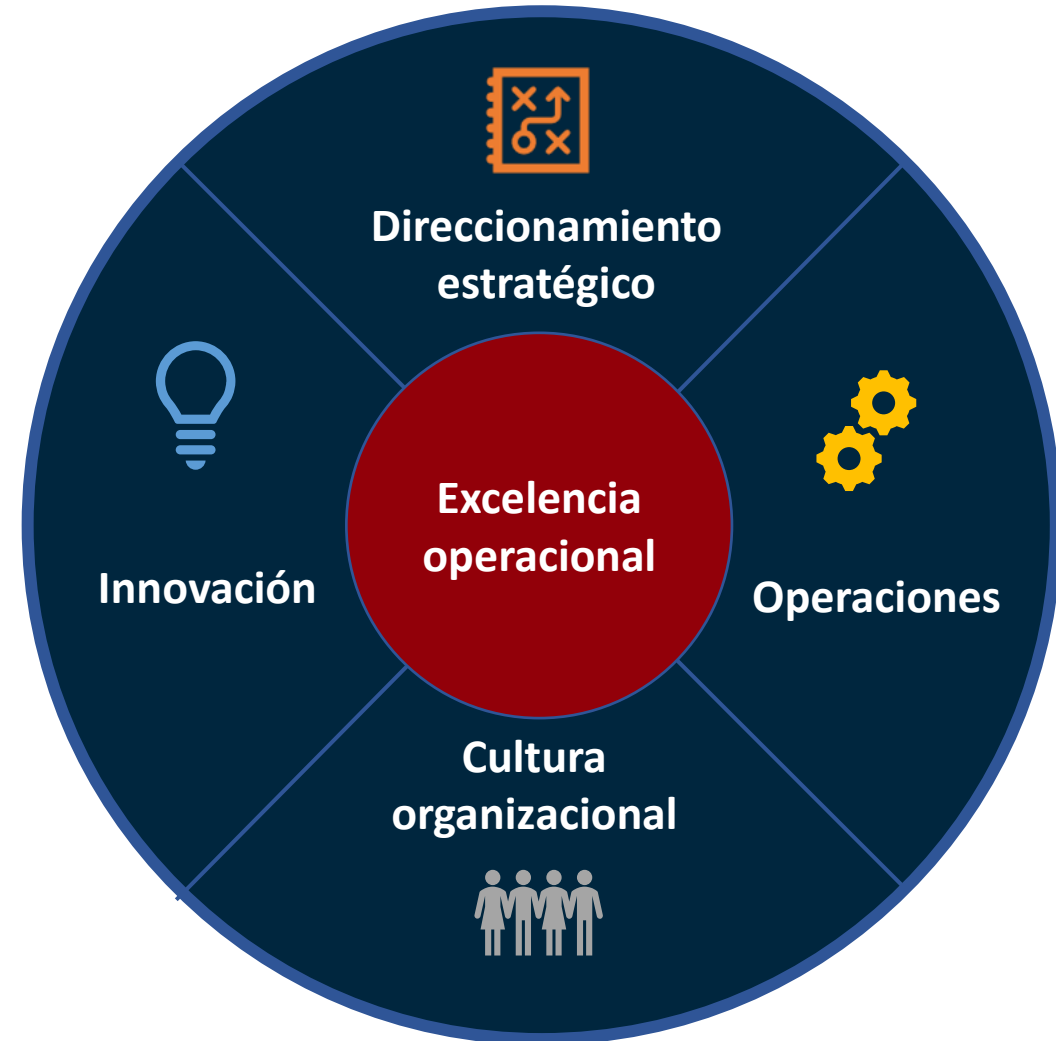 Direccionamiento
estratégico
Innovación
Excelencia
operacional
Operaciones
Cultura
organizacional